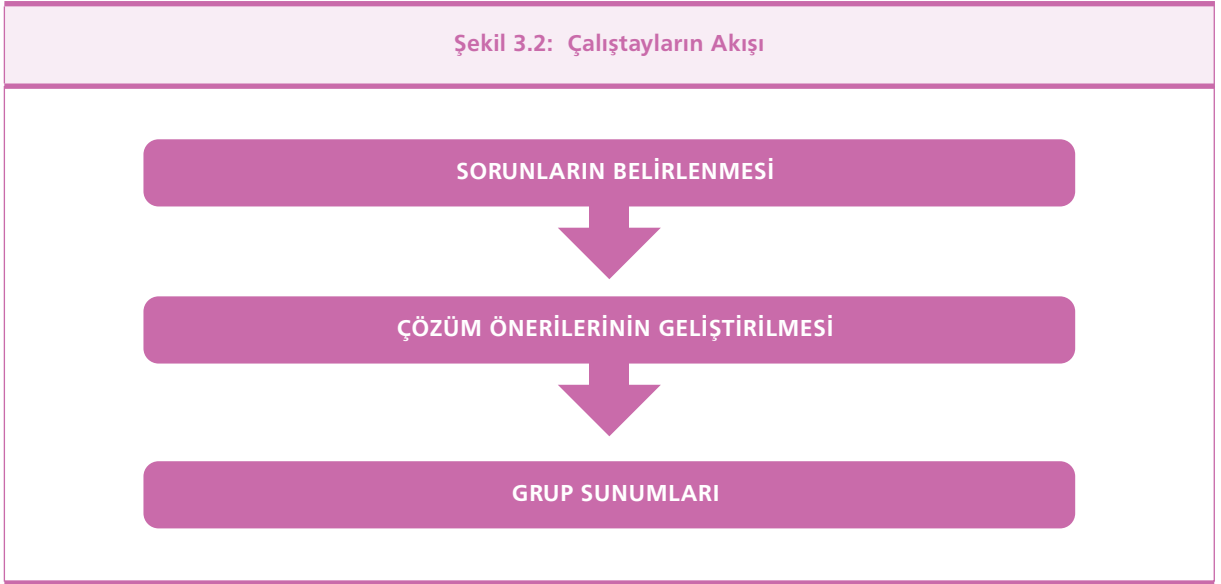 Şekil 3.2: Çalıştayların Akışı
SORUNLARIN BELİRLENMESİ
ÇÖZÜM ÖNERİLERİNİN GELİŞTİRİLMESİ
GRUP SUNUMLARI